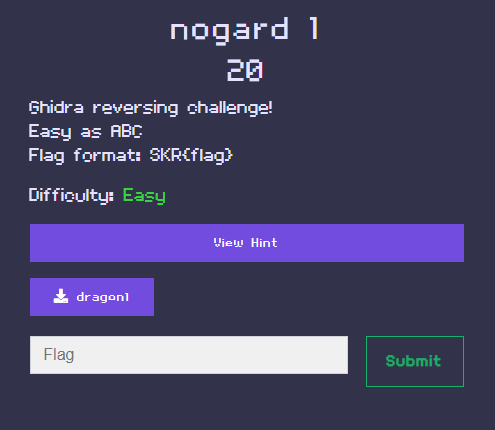 nogard 1
20
Ghidra reversing challenge!
Easy as ABC
Flag format: SKR{flag}
Difficulty: Easy
View Hint
dragon1
Flag
Submit